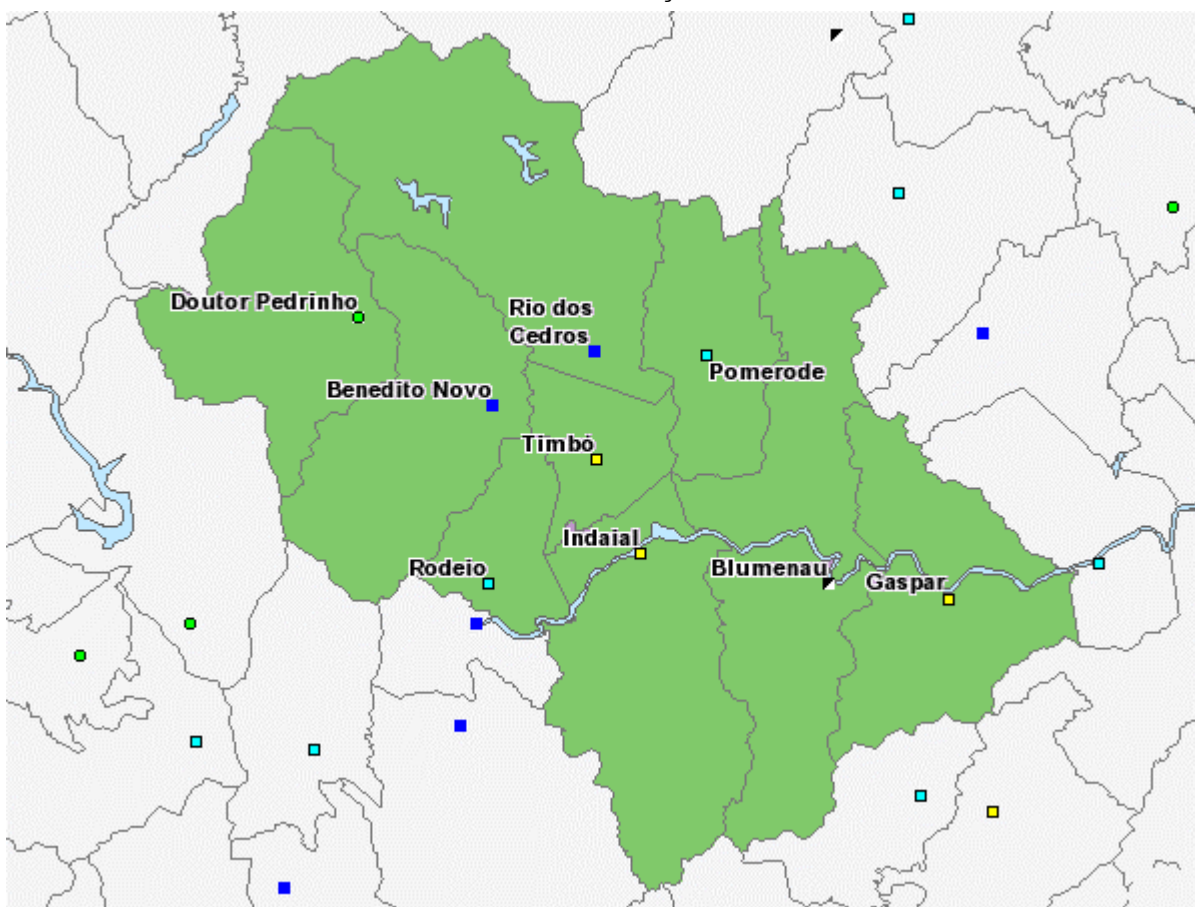 Doutor Pedrinho
Rio dos
Cedros
Pomerode
Benedito Novo
Timbó
Indaial
Rodeio
Blumenau
Gaspar